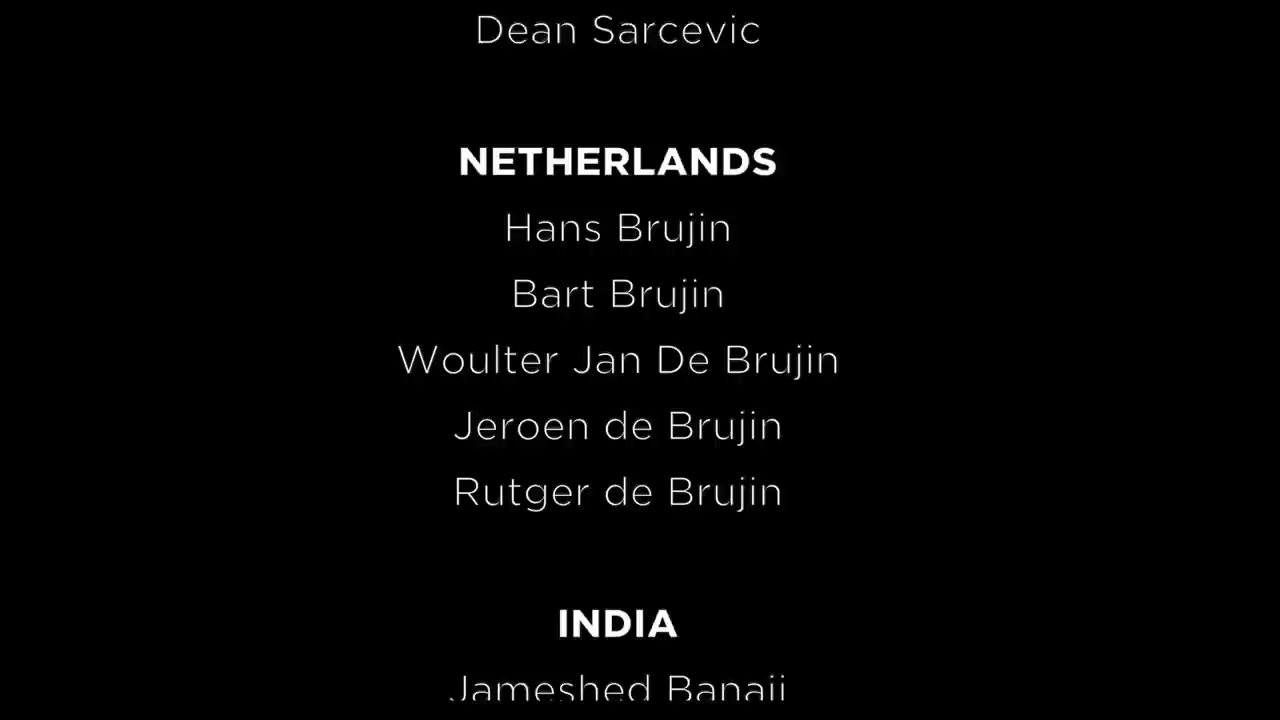 Dean Sarcevic
NETHERLANDS
Hans Brujin
Bart Brujin
Woulter Jan De Brujin
Jeroen de Brujin
Rutger de Brujin
INDIA
Jameshed Banaji